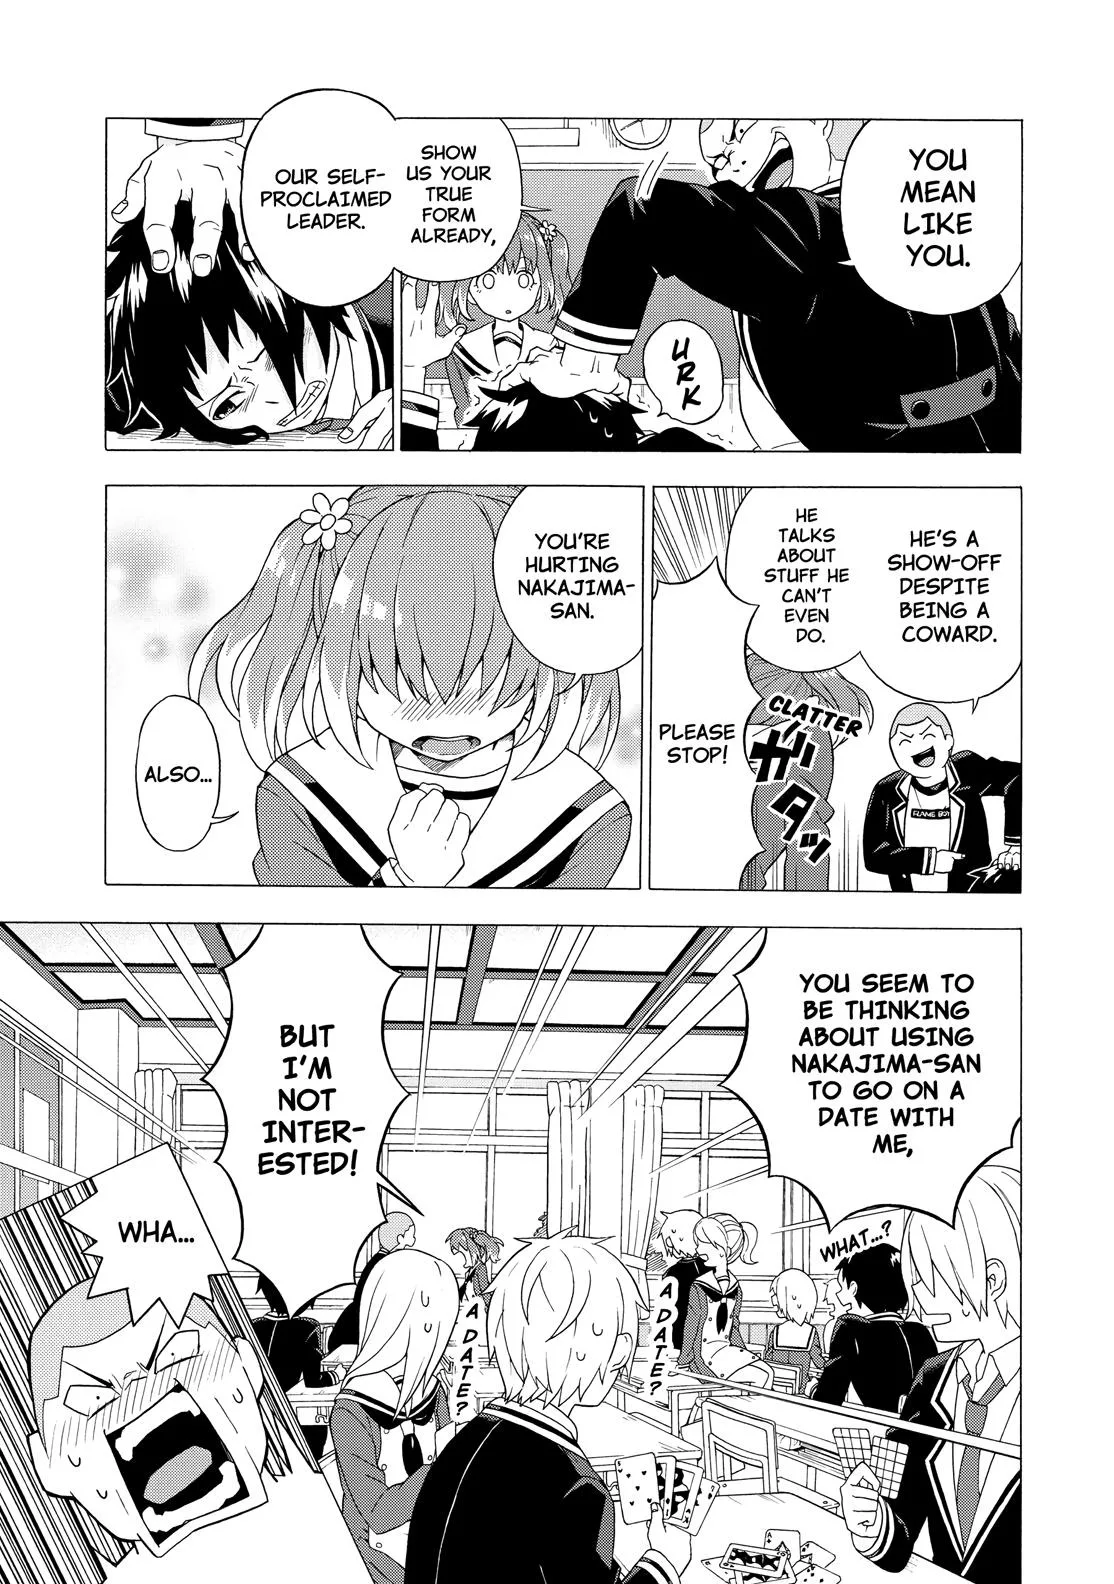 YOU
MEAN
LIKE
YOU.
URK
SHOW
US YOUR
TRUE
FORM
ALREADY,
OUR SELF-
PROCLAIMED
LEADER.
HE'S A
SHOW-OFF
DESPITE
BEING A
COWARD.
HE
TALKS
ABOUT
STUFF HE
CAN'T
EVEN
DO.
FLAME BOY
CLATTER
ガタッ
PLEASE
STOP!
YOU'RE
HURTING
NAKAJIMA-
SAN.
ALSO...
YOU SEEM TO
BE THINKING
ABOUT USING
NAKAJIMA-SAN
TO GO ON A
DATE WITH
ME,
BUT
I'M
NOT
INTER-
ESTED!
WHAT...?
A DATE?
A DATE?
WHA...